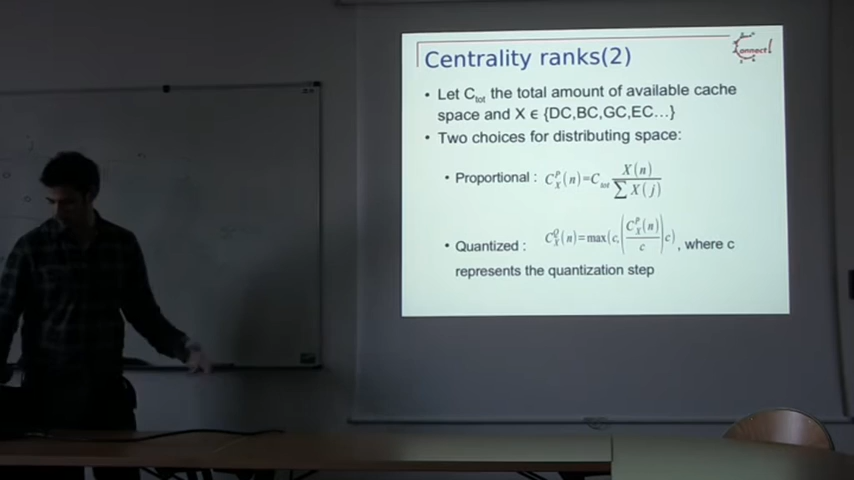 Centrality ranks(2)
Connect!
• Let C_tot the total amount of available cache
space and X ∈ {DC,BC,GC,EC...}
• Two choices for distributing space:
• Proportional : C_X^P(n)=C_tot X(n) / ∑ X(j)
• Quantized : C_X^Q(n)=max(c,(C_X^P(n) / c)c) , where c
represents the quantization step